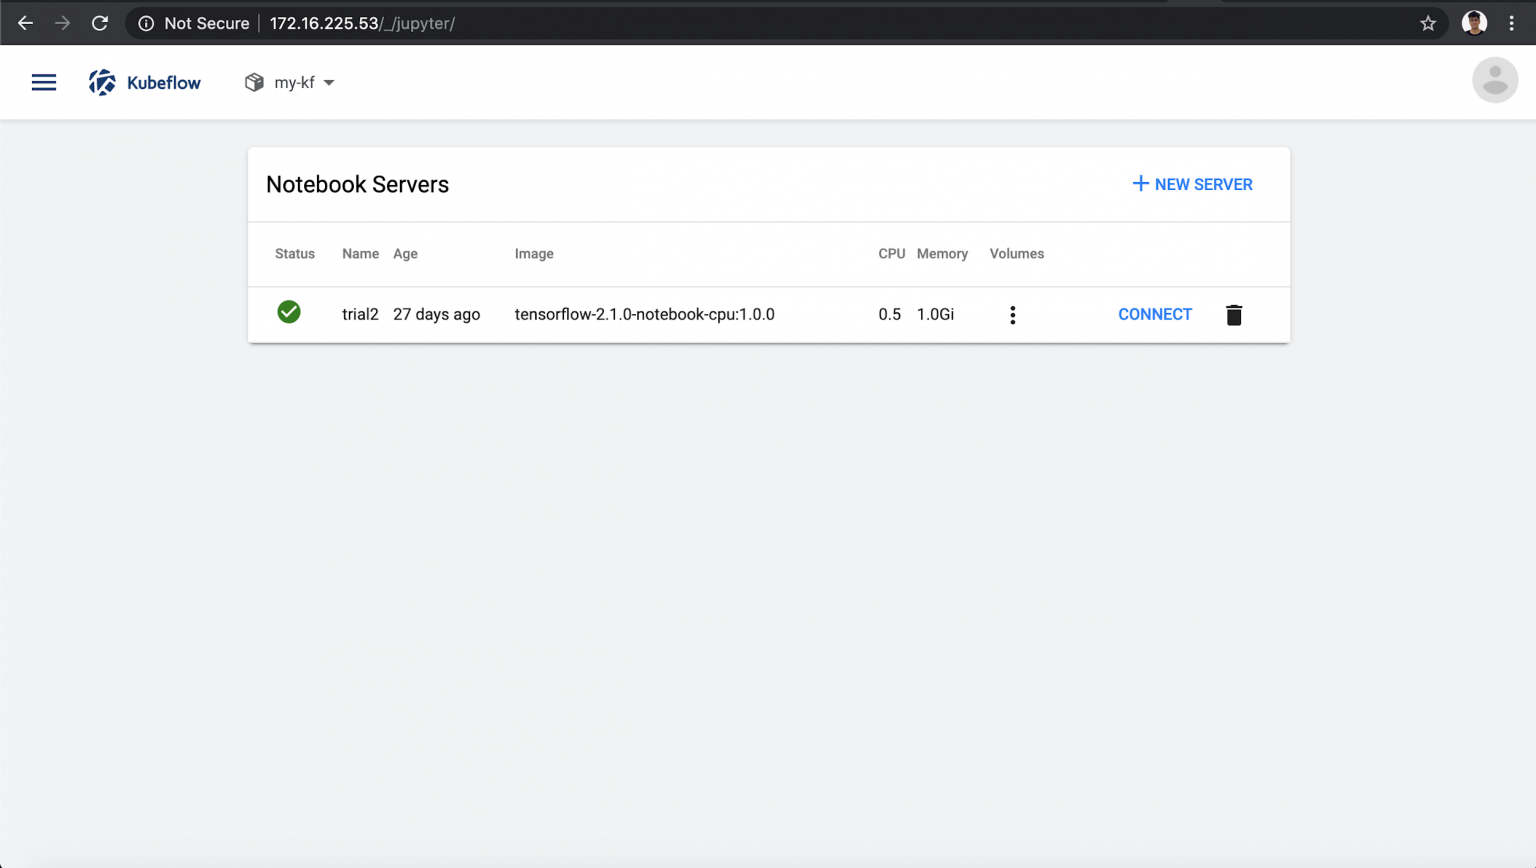 Not Secure 172.16.225.53/_/jupyter/
Kubeflow my-kf
Notebook Servers NEW SERVER
Status Name Age Image CPU Memory Volumes
trial2 27 days ago tensorflow-2.1.0-notebook-cpu:1.0.0 0.5 1.0Gi CONNECT